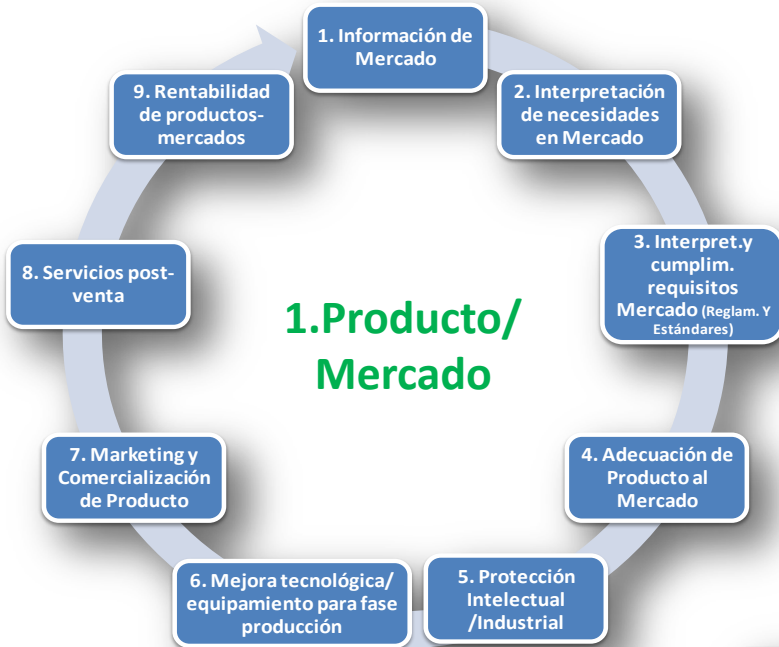 1. Información de
Mercado
2. Interpretación
de necesidades
en Mercado
3. Interpret.y
cumplim.
requisitos
Mercado (Reglam. Y
Estándares)
4. Adecuación de
Producto al
Mercado
5. Protección
Intelectual
/Industrial
6. Mejora tecnológica/
equipamiento para fase
producción
7. Marketing y
Comercialización
de Producto
8. Servicios post-
venta
9. Rentabilidad
de productos-
mercados
1.Producto/
Mercado